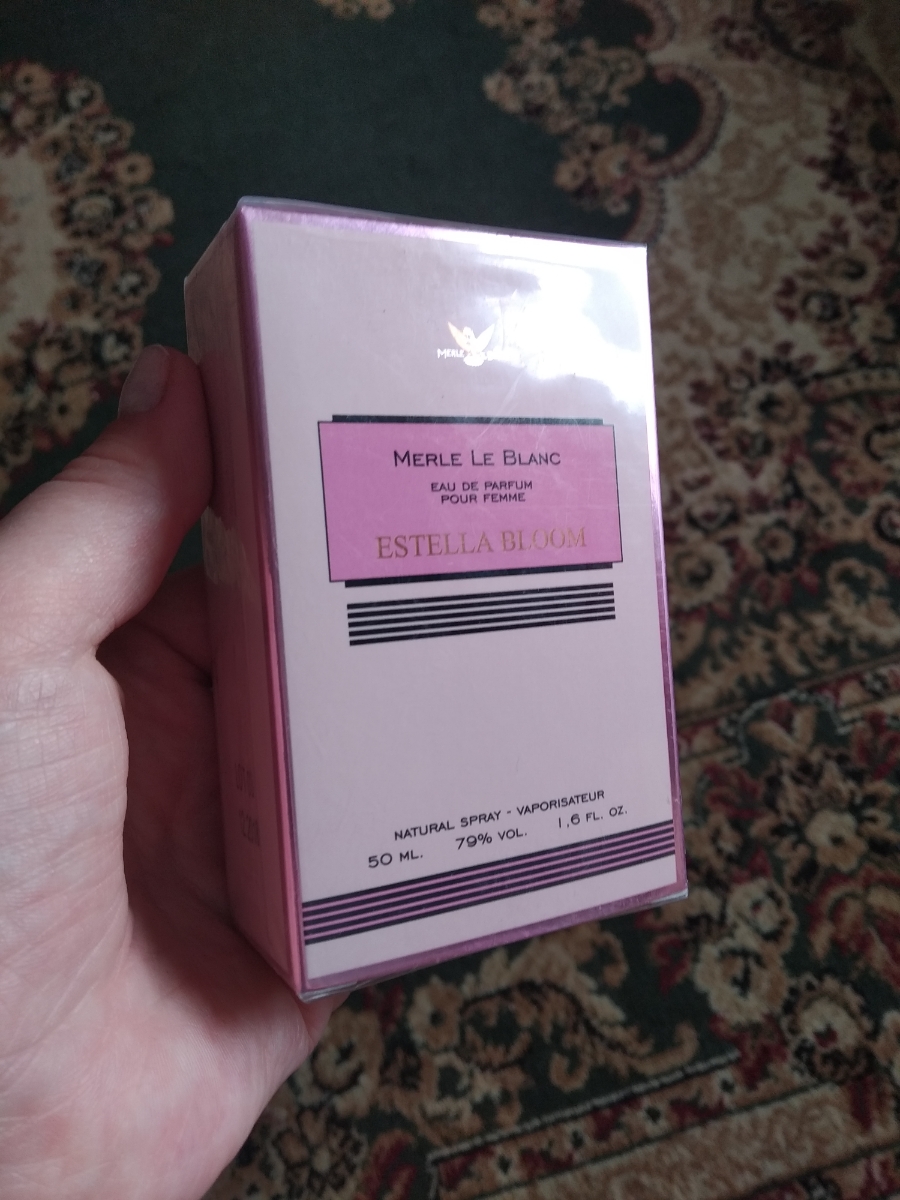 MERLE
MERLE LE BLANC
EAU DE PARFUM
POUR FEMME
ESTELLA BLOOM
NATURAL SPRAY - VAPORISATEUR
50 ML. 79% VOL. 1,6 FL. OZ.